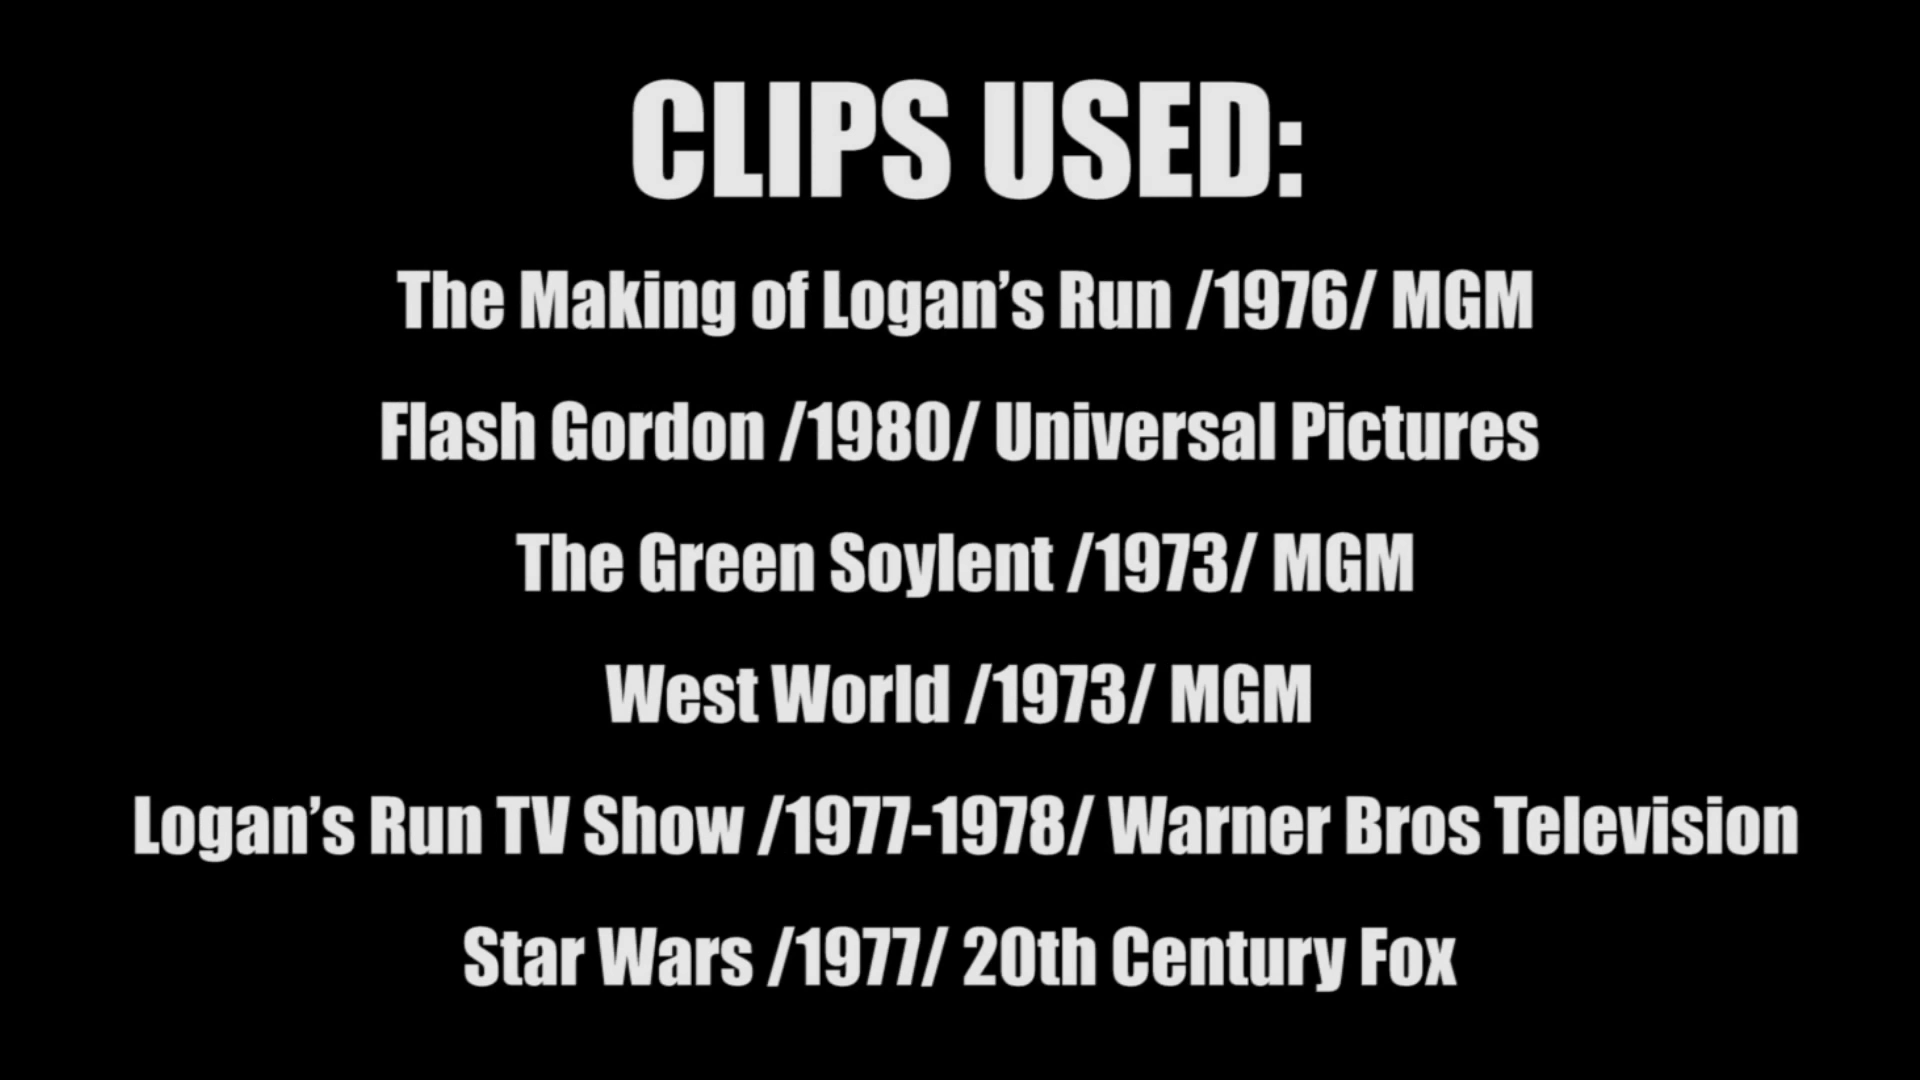 CLIPS USED:
The Making of Logan’s Run /1976/ MGM
Flash Gordon /1980/ Universal Pictures
The Green Soylent /1973/ MGM
West World /1973/ MGM
Logan’s Run TV Show /1977-1978/ Warner Bros Television
Star Wars /1977/ 20th Century Fox